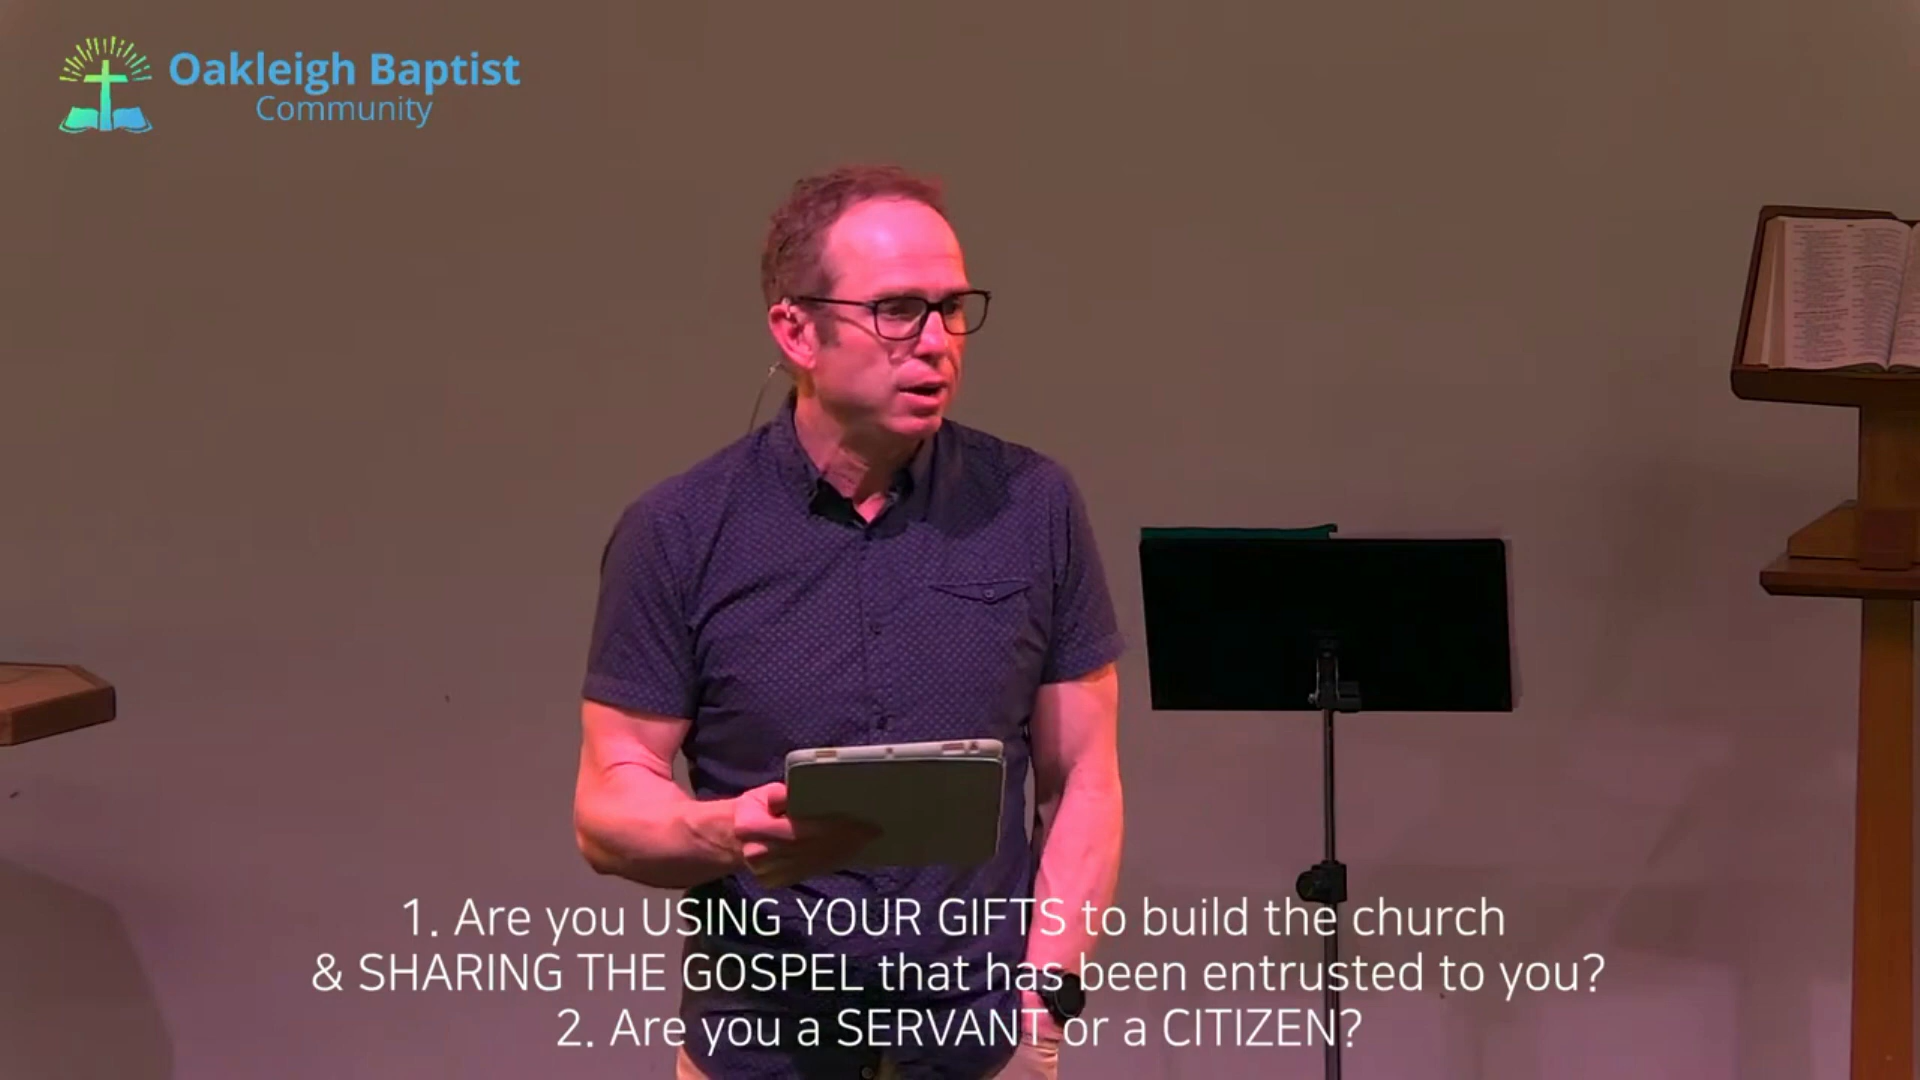 Oakleigh Baptist
Community
1. Are you USING YOUR GIFTS to build the church
& SHARING THE GOSPEL that has been entrusted to you?
2. Are you a SERVANT or a CITIZEN?